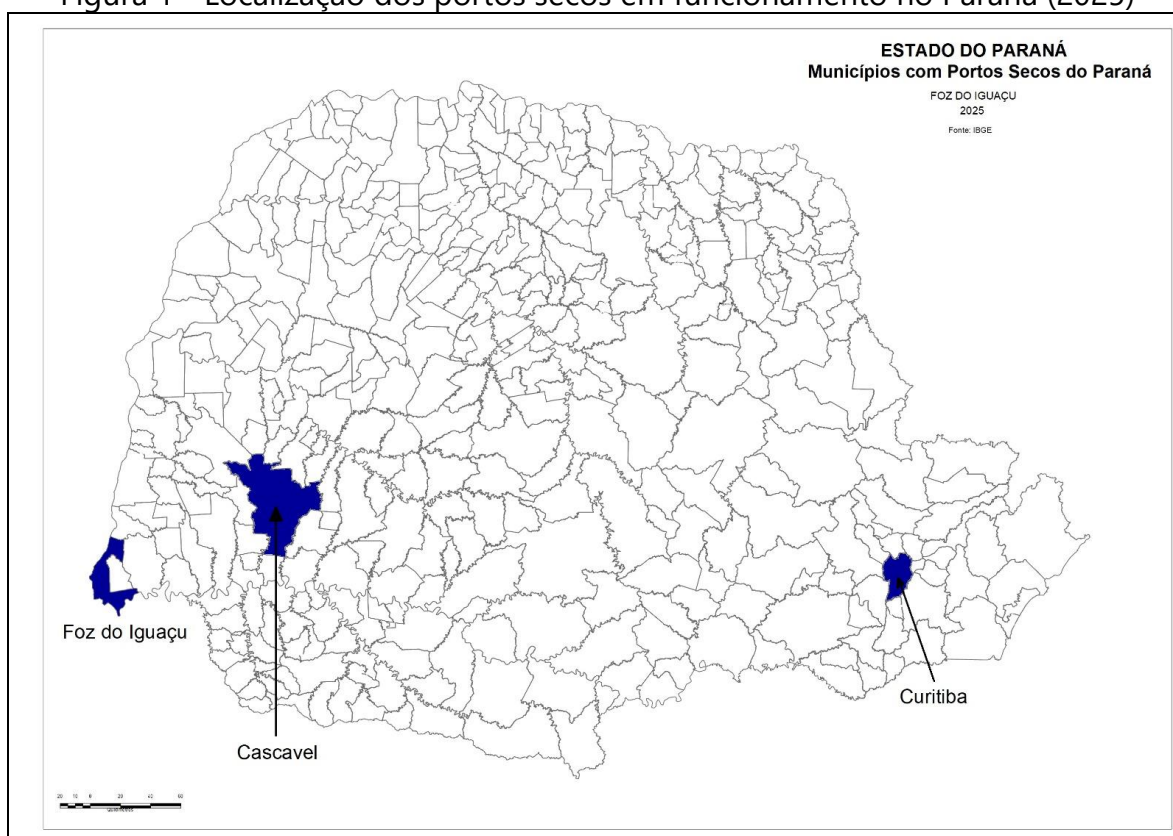 Figura 1 – Localização dos portos secos em funcionamento no Paraná (2025)
ESTADO DO PARANÁ
Municípios com Portos Secos do Paraná
FOZ DO IGUAÇU
2025
Fonte: IBGE
Foz do Iguaçu
Curitiba
Cascavel